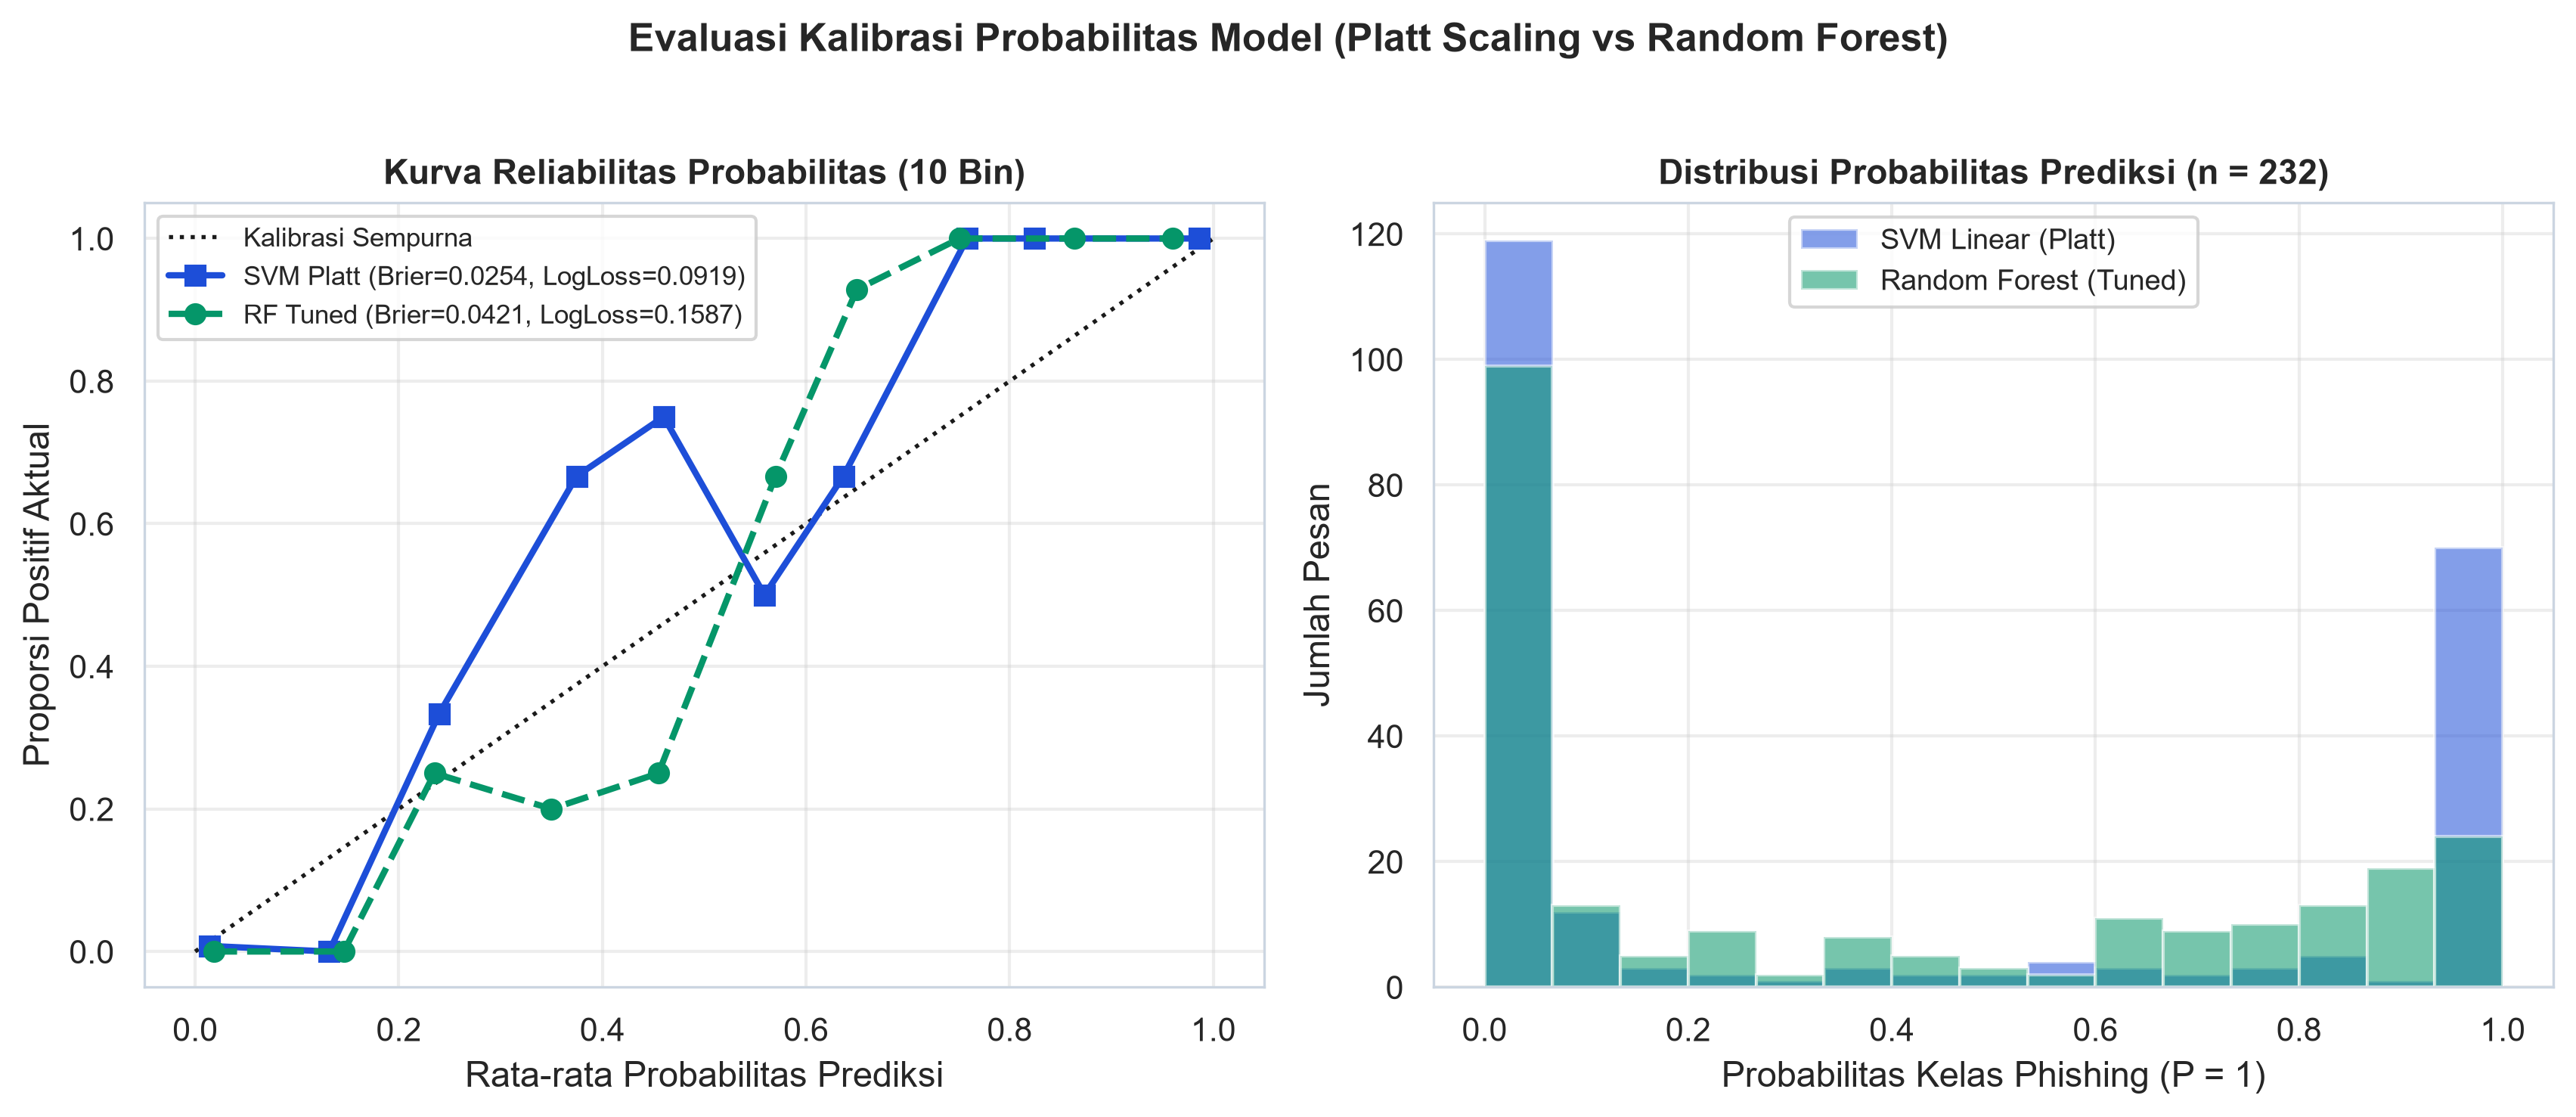 Evaluasi Kalibrasi Probabilitas Model (Platt Scaling vs Random Forest)
Kurva Reliabilitas Probabilitas (10 Bin)
Kalibrasi Sempurna
SVM Platt (Brier=0.0254, LogLoss=0.0919)
RF Tuned (Brier=0.0421, LogLoss=0.1587)
Proporsi Positif Aktual
1.0
0.8
0.6
0.4
0.2
0.0
0.0 0.2 0.4 0.6 0.8 1.0
Rata-rata Probabilitas Prediksi
Distribusi Probabilitas Prediksi (n = 232)
SVM Linear (Platt)
Random Forest (Tuned)
Jumlah Pesan
120
100
80
60
40
20
0
0.0 0.2 0.4 0.6 0.8 1.0
Probabilitas Kelas Phishing (P = 1)